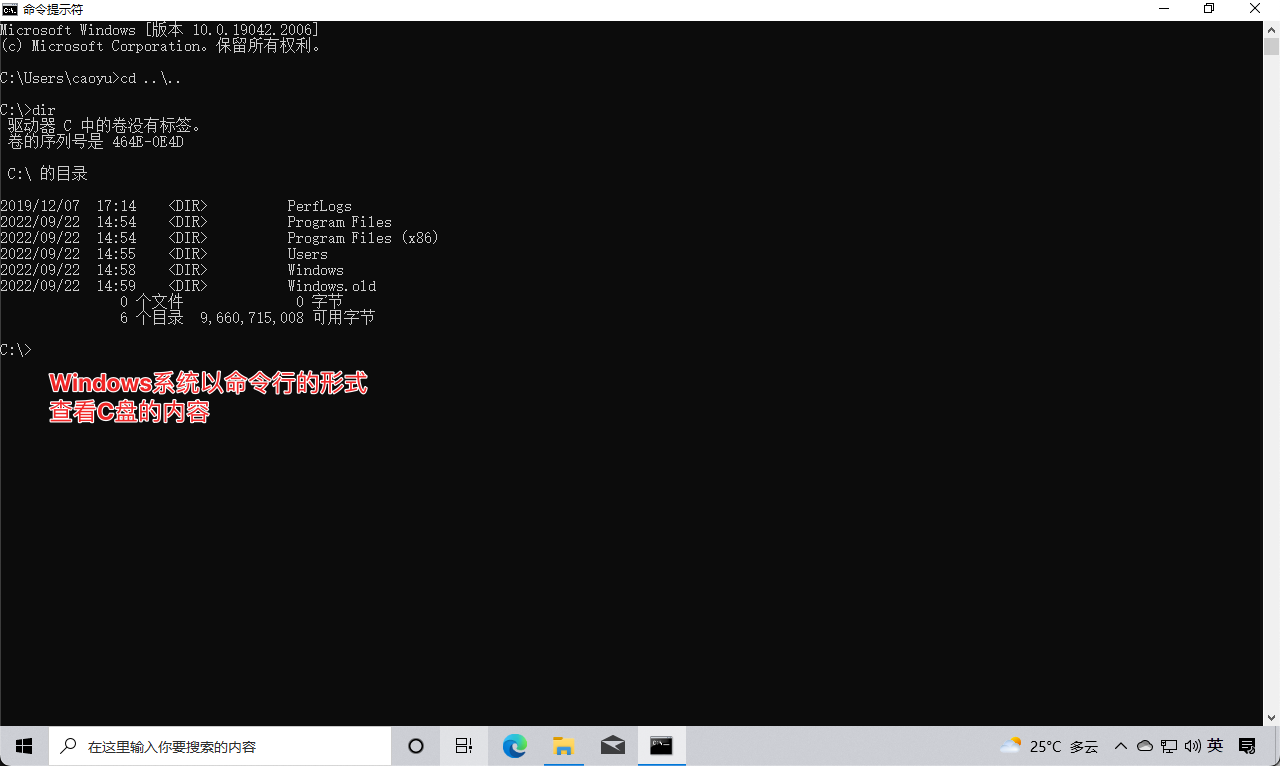 命令提示符
Microsoft Windows [版本 10.0.19042.2006]
(c) Microsoft Corporation。保留所有权利。
C:\Users\caoyu>cd ..\..
C:\>dir
驱动器 C 中的卷没有标签。
卷的序列号是 464E-0E4D
C:\ 的目录
2019/12/07  17:14    <DIR>          PerfLogs
2022/09/22  14:54    <DIR>          Program Files
2022/09/22  14:54    <DIR>          Program Files (x86)
2022/09/22  14:55    <DIR>          Users
2022/09/22  14:58    <DIR>          Windows
2022/09/22  14:59    <DIR>          Windows.old
0 个文件              0 字节
6 个目录  9,660,715,008 可用字节
C:\>
Windows系统以命令行的形式
查看C盘的内容
在这里输入你要搜索的内容
25°C 多云
英